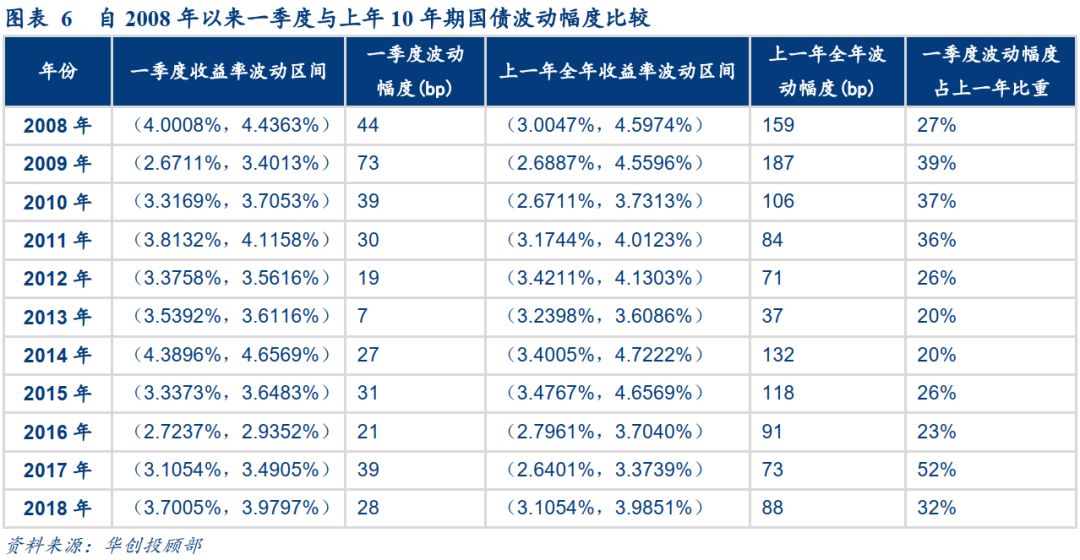 图表 6 自 2008 年以来一季度与上年 10 年期国债波动幅度比较
年份 一季度收益率波动区间 一季度波动幅度(bp) 上一年全年收益率波动区间 上一年全年波动幅度(bp) 一季度波动幅度占上一年比重
2008 年 （4.0008%，4.4363%） 44 （3.0047%，4.5974%） 159 27%
2009 年 （2.6711%，3.4013%） 73 （2.6887%，4.5596%） 187 39%
2010 年 （3.3169%，3.7053%） 39 （2.6711%，3.7313%） 106 37%
2011 年 （3.8132%，4.1158%） 30 （3.1744%，4.0123%） 84 36%
2012 年 （3.3758%，3.5616%） 19 （3.4211%，4.1303%） 71 26%
2013 年 （3.5392%，3.6116%） 7 （3.2398%，3.6086%） 37 20%
2014 年 （4.3896%，4.6569%） 27 （3.4005%，4.7222%） 132 20%
2015 年 （3.3373%，3.6483%） 31 （3.4767%，4.6569%） 118 26%
2016 年 （2.7237%，2.9352%） 21 （2.7961%，3.7040%） 91 23%
2017 年 （3.1054%，3.4905%） 39 （2.6401%，3.3739%） 73 52%
2018 年 （3.7005%，3.9797%） 28 （3.1054%，3.9851%） 88 32%
资料来源：华创投顾部